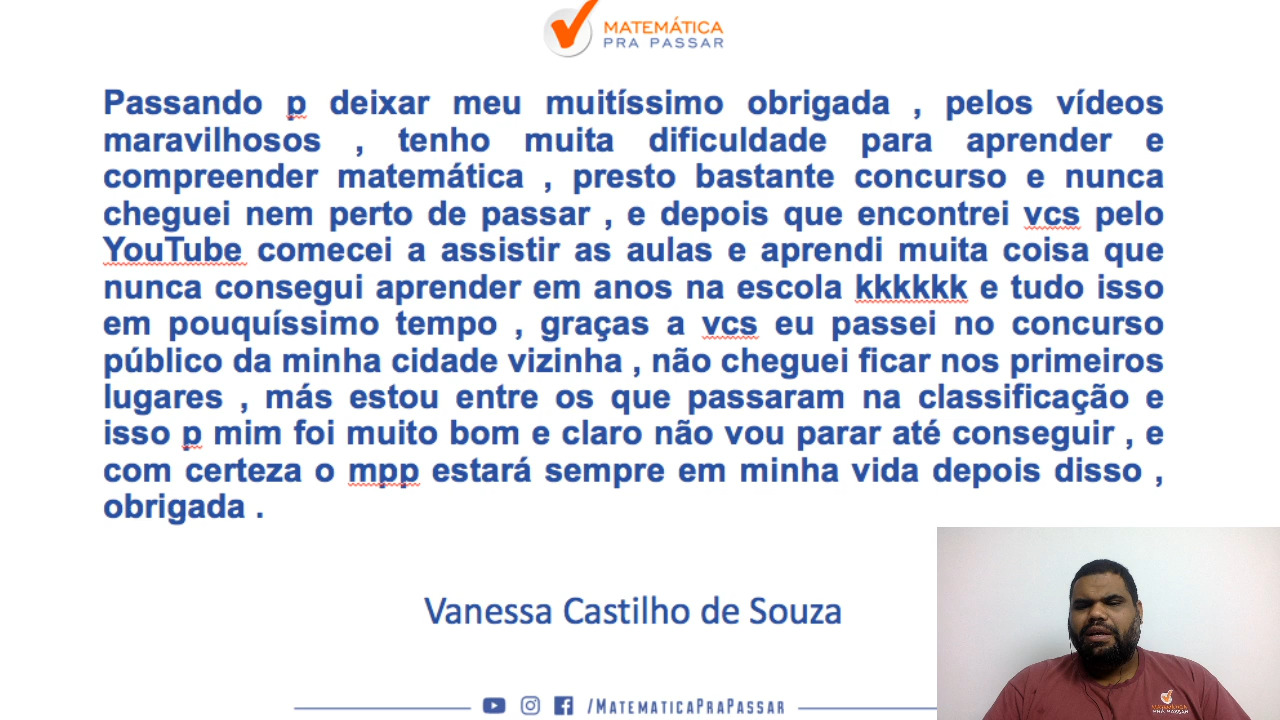 MATEMÁTICA
PRA PASSAR
Passando p deixar meu muitíssimo obrigada , pelos vídeos
maravilhosos , tenho muita dificuldade para aprender e
compreender matemática , presto bastante concurso e nunca
cheguei nem perto de passar , e depois que encontrei vcs pelo
YouTube comecei a assistir as aulas e aprendi muita coisa que
nunca consegui aprender em anos na escola kkkkkk e tudo isso
em pouquíssimo tempo , graças a vcs eu passei no concurso
público da minha cidade vizinha , não cheguei ficar nos primeiros
lugares , más estou entre os que passaram na classificação e
isso p mim foi muito bom e claro não vou parar até conseguir , e
com certeza o mpp estará sempre em minha vida depois disso ,
obrigada .
Vanessa Castilho de Souza
/MATEMATICAPRAPASSAR
MATEMÁTICA
PRA PASSAR